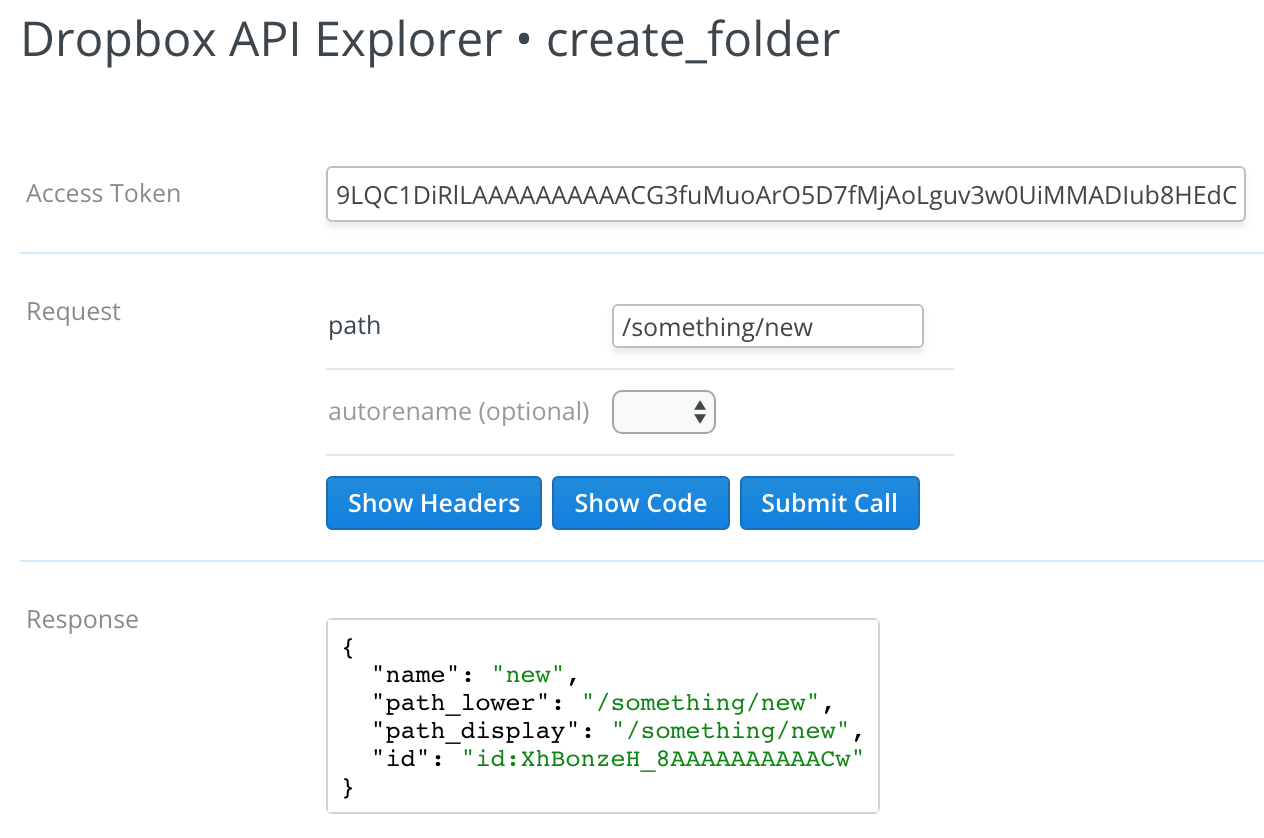 Dropbox API Explorer • create_folder
Access Token
9LQC1DiRlLAAAAAAAAAACG3fuMuoArO5D7fMjAoLguv3w0UiMMADIub8HEdC
Request
path
/something/new
autorename (optional)
Show Headers Show Code Submit Call
Response
{
"name": "new",
"path_lower": "/something/new",
"path_display": "/something/new",
"id": "id:XhBonzeH_8AAAAAAAAAACw"
}